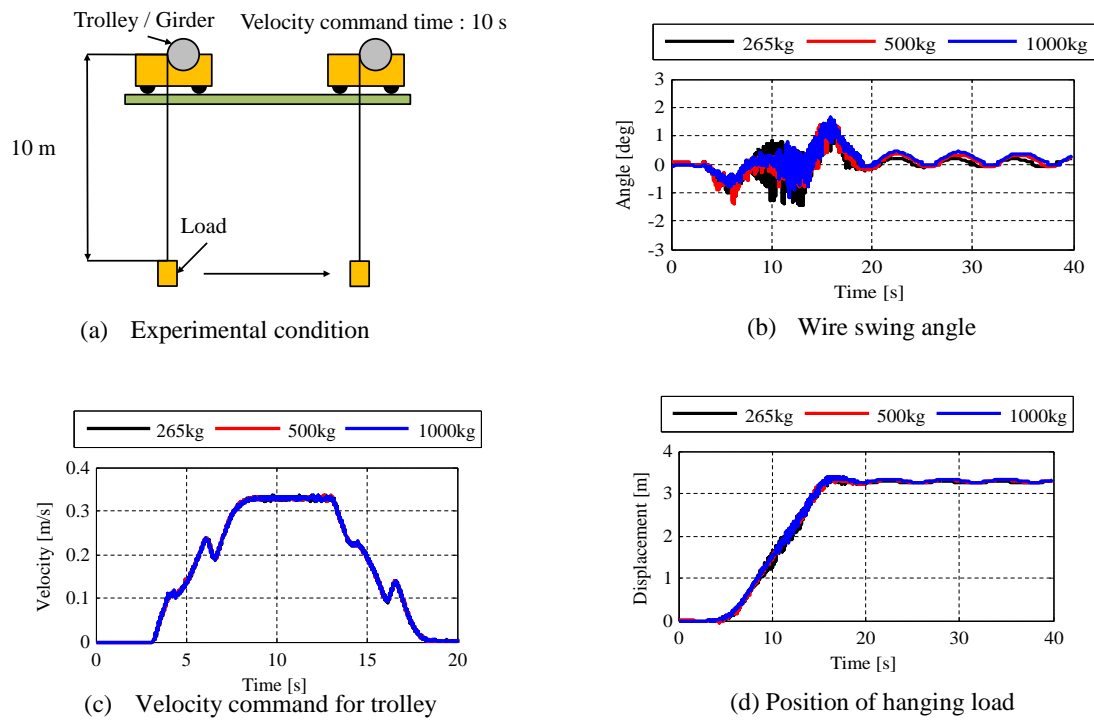 Trolley / Girder
Velocity command time : 10 s
10 m
Load
(a) Experimental condition
265kg 500kg 1000kg
3
2
1
0
-1
-2
-3
Angle [deg]
0 10 20 30 40
Time [s]
(b) Wire swing angle
265kg 500kg 1000kg
0.4
0.3
0.2
0.1
0
Velocity [m/s]
0 5 10 15 20
Time [s]
(c) Velocity command for trolley
265kg 500kg 1000kg
4
3
2
1
0
Displacement [m]
0 10 20 30 40
Time [s]
(d) Position of hanging load